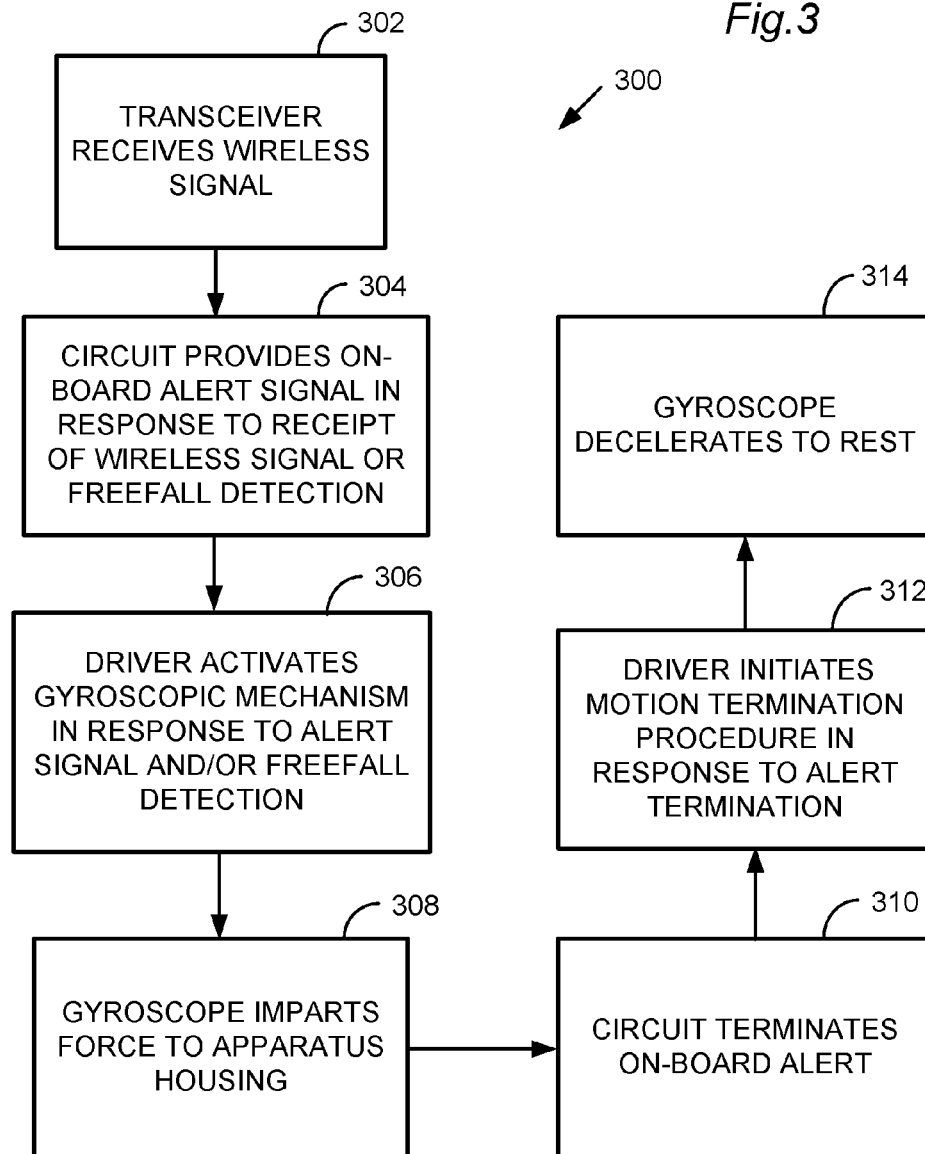 Fig.3
300
302
TRANSCEIVER
RECEIVES WIRELESS
SIGNAL
304
CIRCUIT PROVIDES ON-
BOARD ALERT SIGNAL IN
RESPONSE TO RECEIPT
OF WIRELESS SIGNAL OR
FREEFALL DETECTION
306
DRIVER ACTIVATES
GYROSCOPIC MECHANISM
IN RESPONSE TO ALERT
SIGNAL AND/OR FREEFALL
DETECTION
308
GYROSCOPE IMPARTS
FORCE TO APPARATUS
HOUSING
310
CIRCUIT TERMINATES
ON-BOARD ALERT
312
DRIVER INITIATES
MOTION TERMINATION
PROCEDURE IN
RESPONSE TO ALERT
TERMINATION
314
GYROSCOPE
DECELERATES TO REST